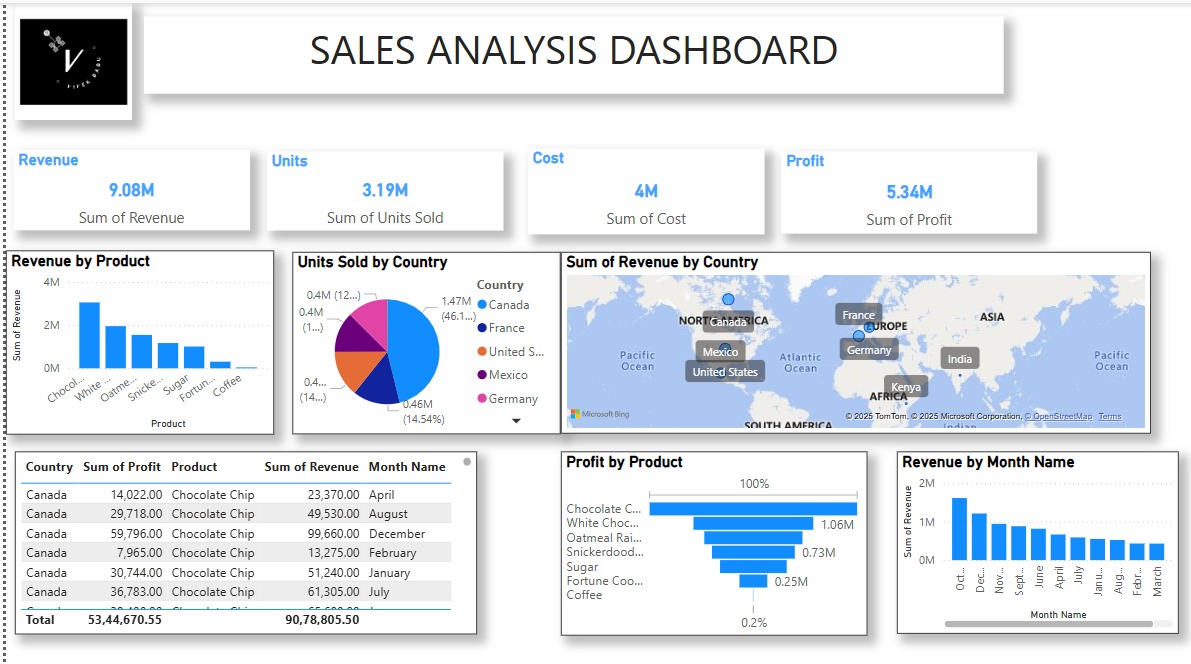 SALES ANALYSIS DASHBOARD
V
VIVEK BABU
Revenue
9.08M
Sum of Revenue
Units
3.19M
Sum of Units Sold
Cost
4M
Sum of Cost
Profit
5.34M
Sum of Profit
Revenue by Product
Sum of Revenue
4M
2M
0M
Chocol...
White ...
Oatme...
Snicke...
Sugar
Fortun...
Coffee
Product
Units Sold by Country
0.4M (12...)
0.4M
(1...)
0.4...
(14...)
1.47M
(46.1...)
0.46M
(14.54%)
Country
Canada
France
United S...
Mexico
Germany
Sum of Revenue by Country
NORTH AMERICA
Canada
Mexico
United States
Pacific
Ocean
Atlantic
Ocean
France
EUROPE
Germany
ASIA
India
Kenya
AFRICA
Pacific
Ocean
SOUTH AMERICA
Indian
Microsoft Bing
© 2025 TomTom, © 2025 Microsoft Corporation, © OpenStreetMap Terms
Country Sum of Profit Product Sum of Revenue Month Name
Canada 14,022.00 Chocolate Chip 23,370.00 April
Canada 29,718.00 Chocolate Chip 49,530.00 August
Canada 59,796.00 Chocolate Chip 99,660.00 December
Canada 7,965.00 Chocolate Chip 13,275.00 February
Canada 30,744.00 Chocolate Chip 51,240.00 January
Canada 36,783.00 Chocolate Chip 61,305.00 July
Total 53,44,670.55 90,78,805.50
Profit by Product
100%
Chocolate C...
White Choc... 1.06M
Oatmeal Rai...
Snickerdood... 0.73M
Sugar
Fortune Coo... 0.25M
Coffee
0.2%
Revenue by Month Name
Sum of Revenue
2M
1M
0M
Oct...
Dec...
Nov...
Sept...
June
April
July
Janu...
Aug...
Febr...
March
Month Name